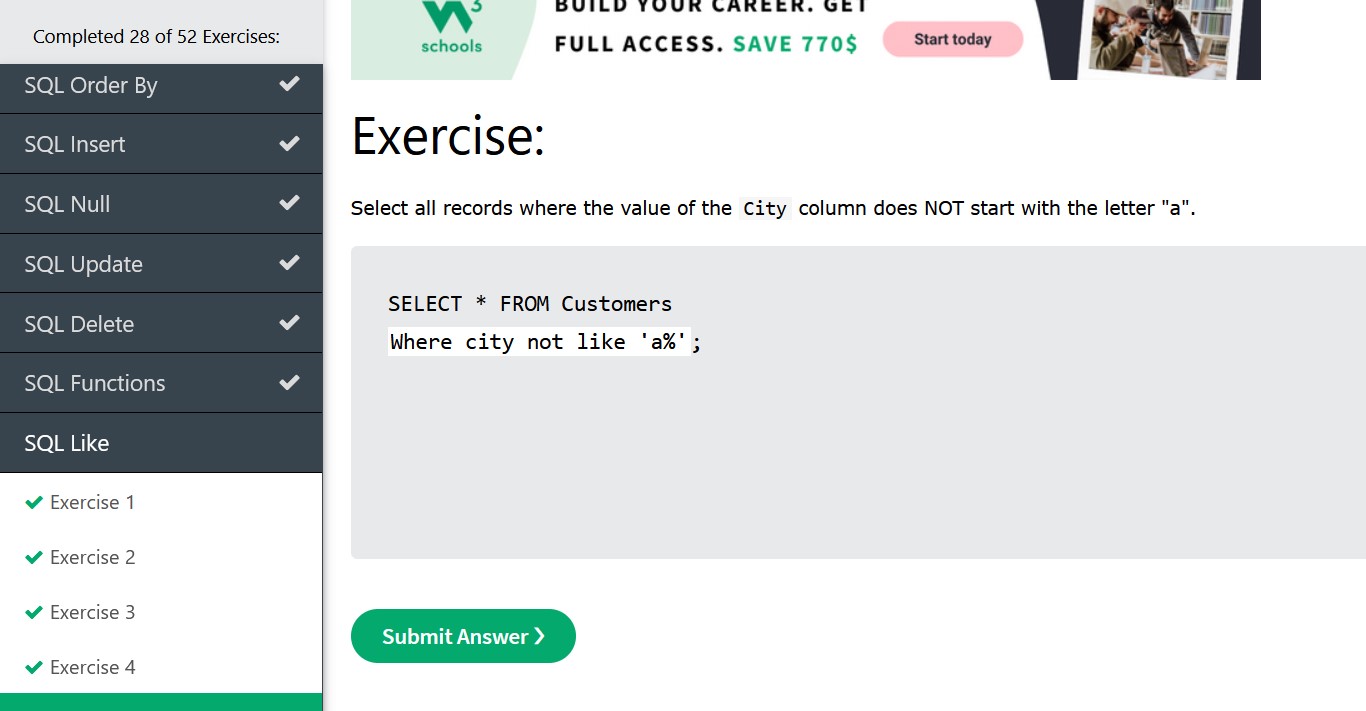 Completed 28 of 52 Exercises:
SQL Order By
SQL Insert
SQL Null
SQL Update
SQL Delete
SQL Functions
SQL Like
Exercise 1
Exercise 2
Exercise 3
Exercise 4
3
schools
BUILD YOUR CAREER. GET
FULL ACCESS. SAVE 770$
Start today
Exercise:
Select all records where the value of the City column does NOT start with the letter "a".
SELECT * FROM Customers
Where city not like 'a%';
Submit Answer ❯